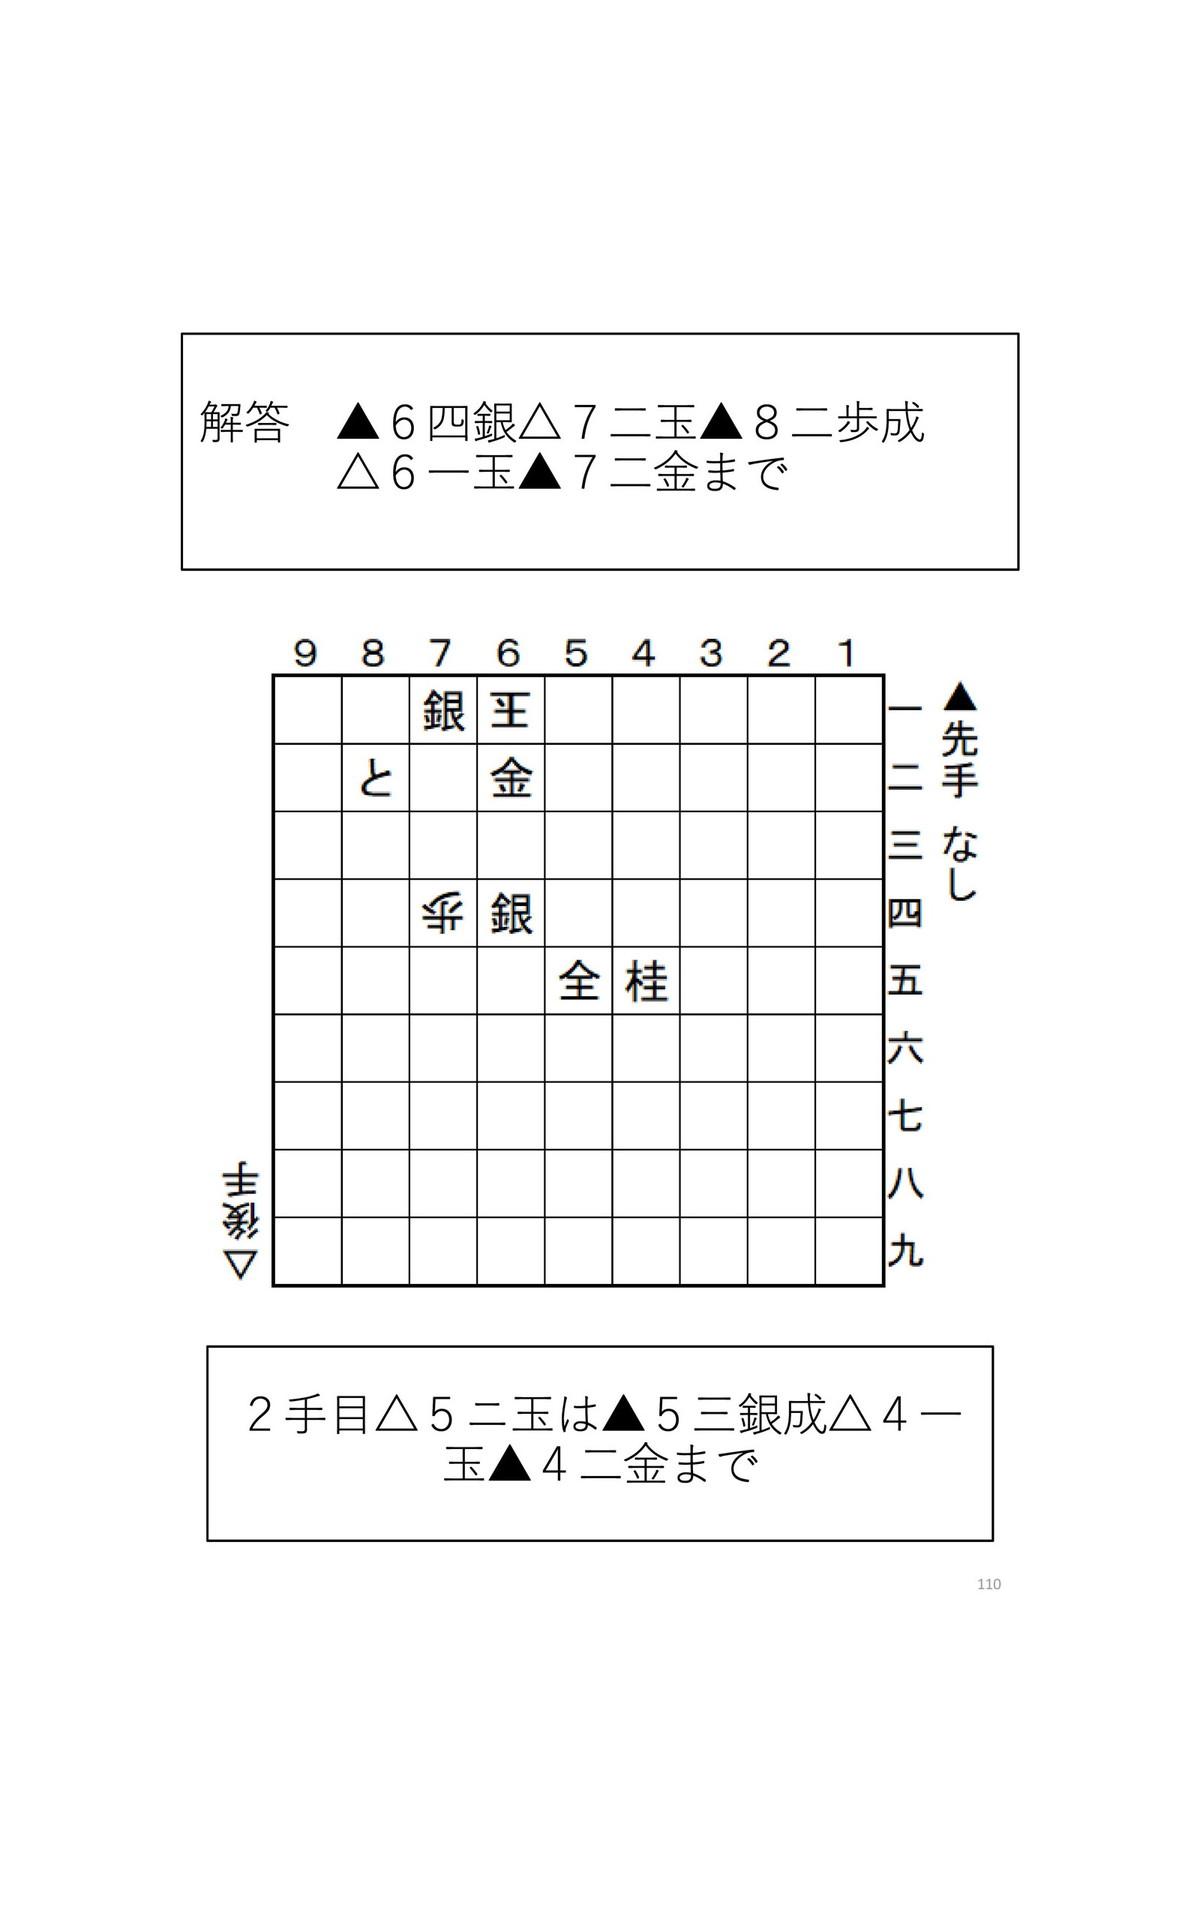 解答　▲６四銀△７二玉▲８二歩成
△６一玉▲７二金まで
９ ８ ７ ６ ５ ４ ３ ２ １
銀 王 一
と 金 二
三
歩 銀 四
全 桂 五
六
七
八
九
▲先手 なし
△後手
２手目△５ニ玉は▲５三銀成△４一
玉▲４二金まで
110